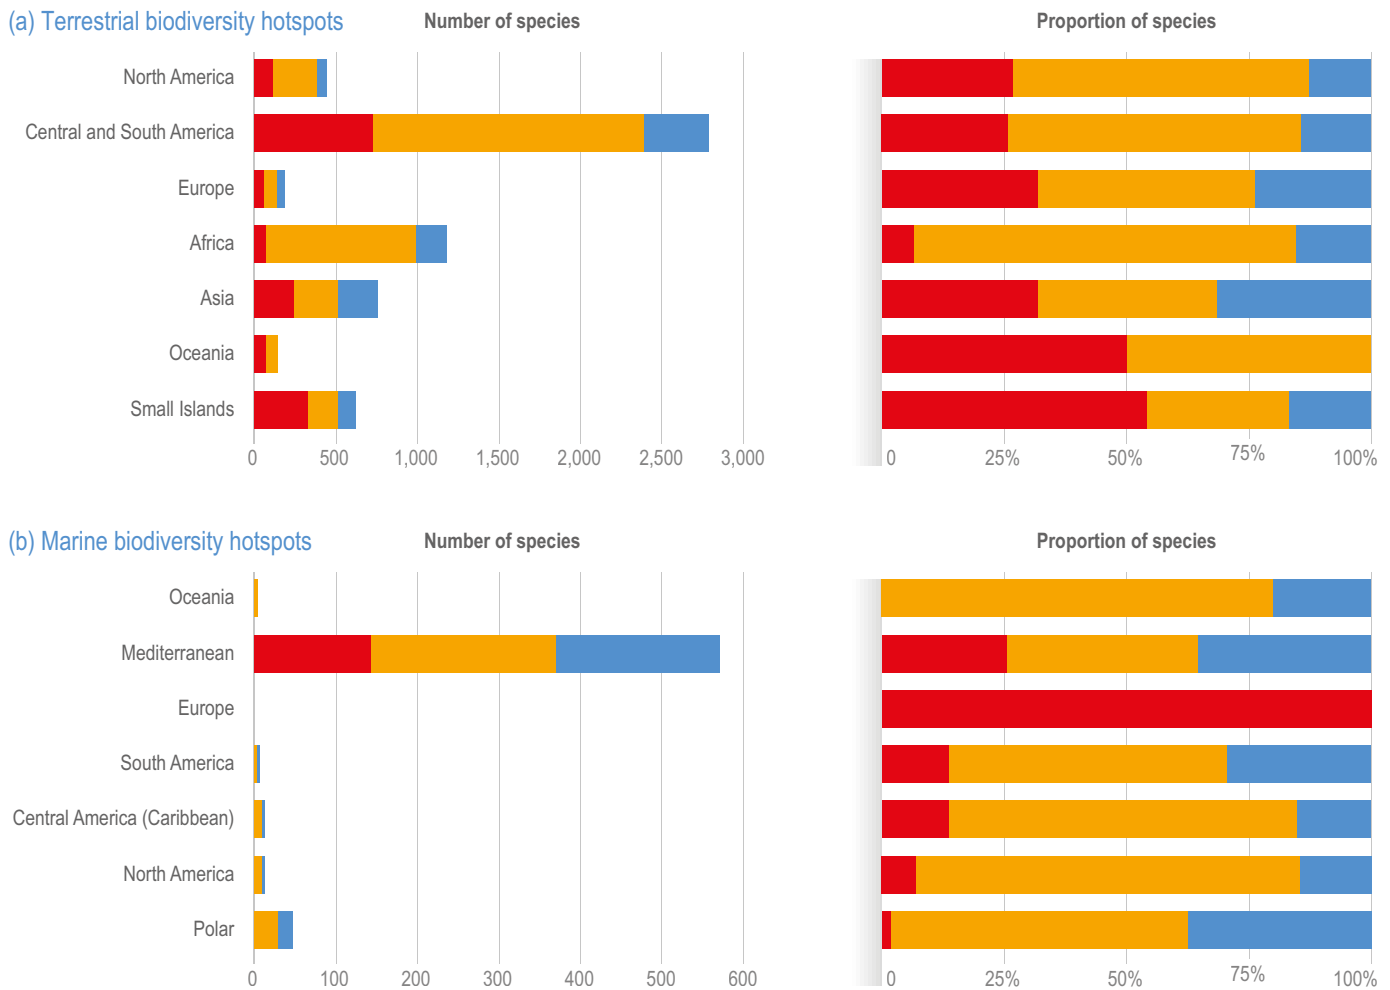 (a) Terrestrial biodiversity hotspots
Number of species
Proportion of species
North America
Central and South America
Europe
Africa
Asia
Oceania
Small Islands
0 500 1,000 1,500 2,000 2,500 3,000
0 25% 50% 75% 100%
(b) Marine biodiversity hotspots
Number of species
Proportion of species
Oceania
Mediterranean
Europe
South America
Central America (Caribbean)
North America
Polar
0 100 200 300 400 500 600
0 25% 50% 75% 100%